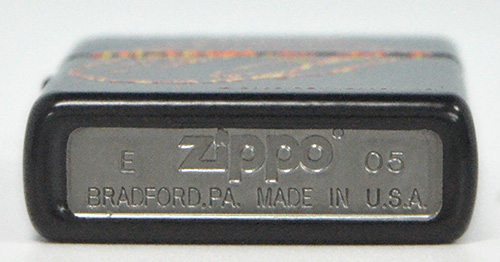 E zippo® 05
BRADFORD.PA. MADE IN U.S.A.